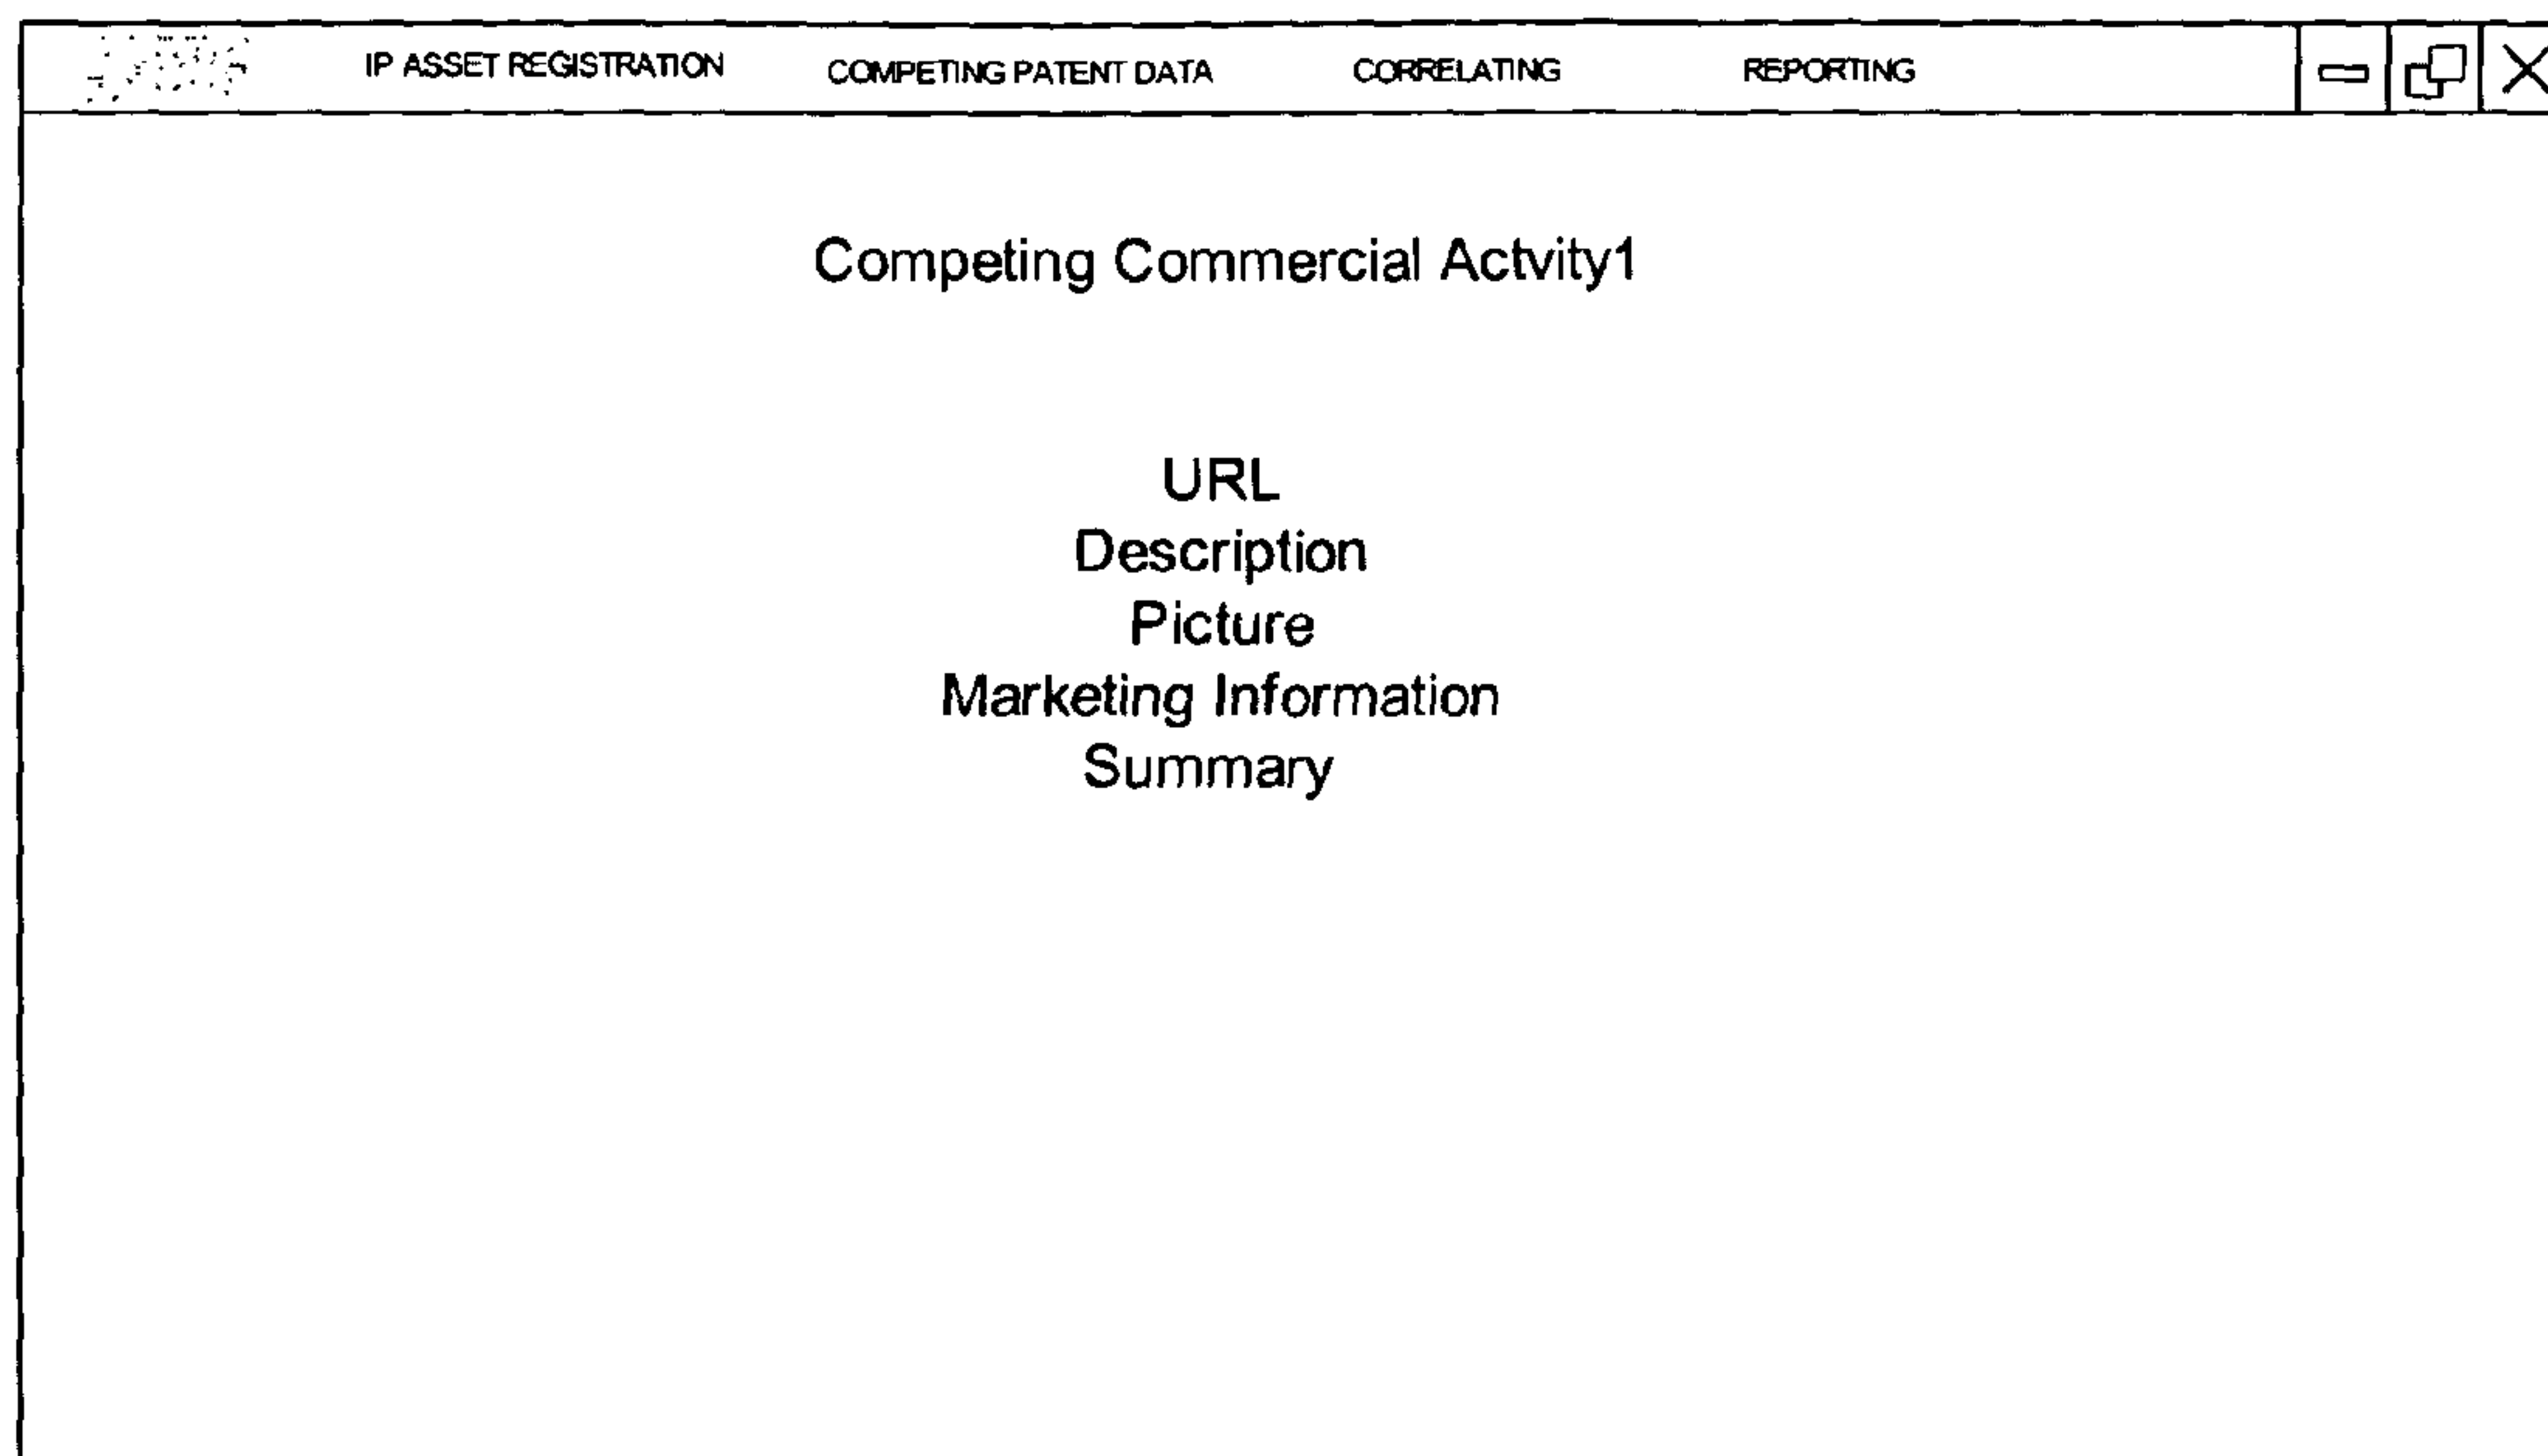 IP ASSET REGISTRATION COMPETING PATENT DATA CORRELATING REPORTING
Competing Commercial Actvity1
URL
Description
Picture
Marketing Information
Summary